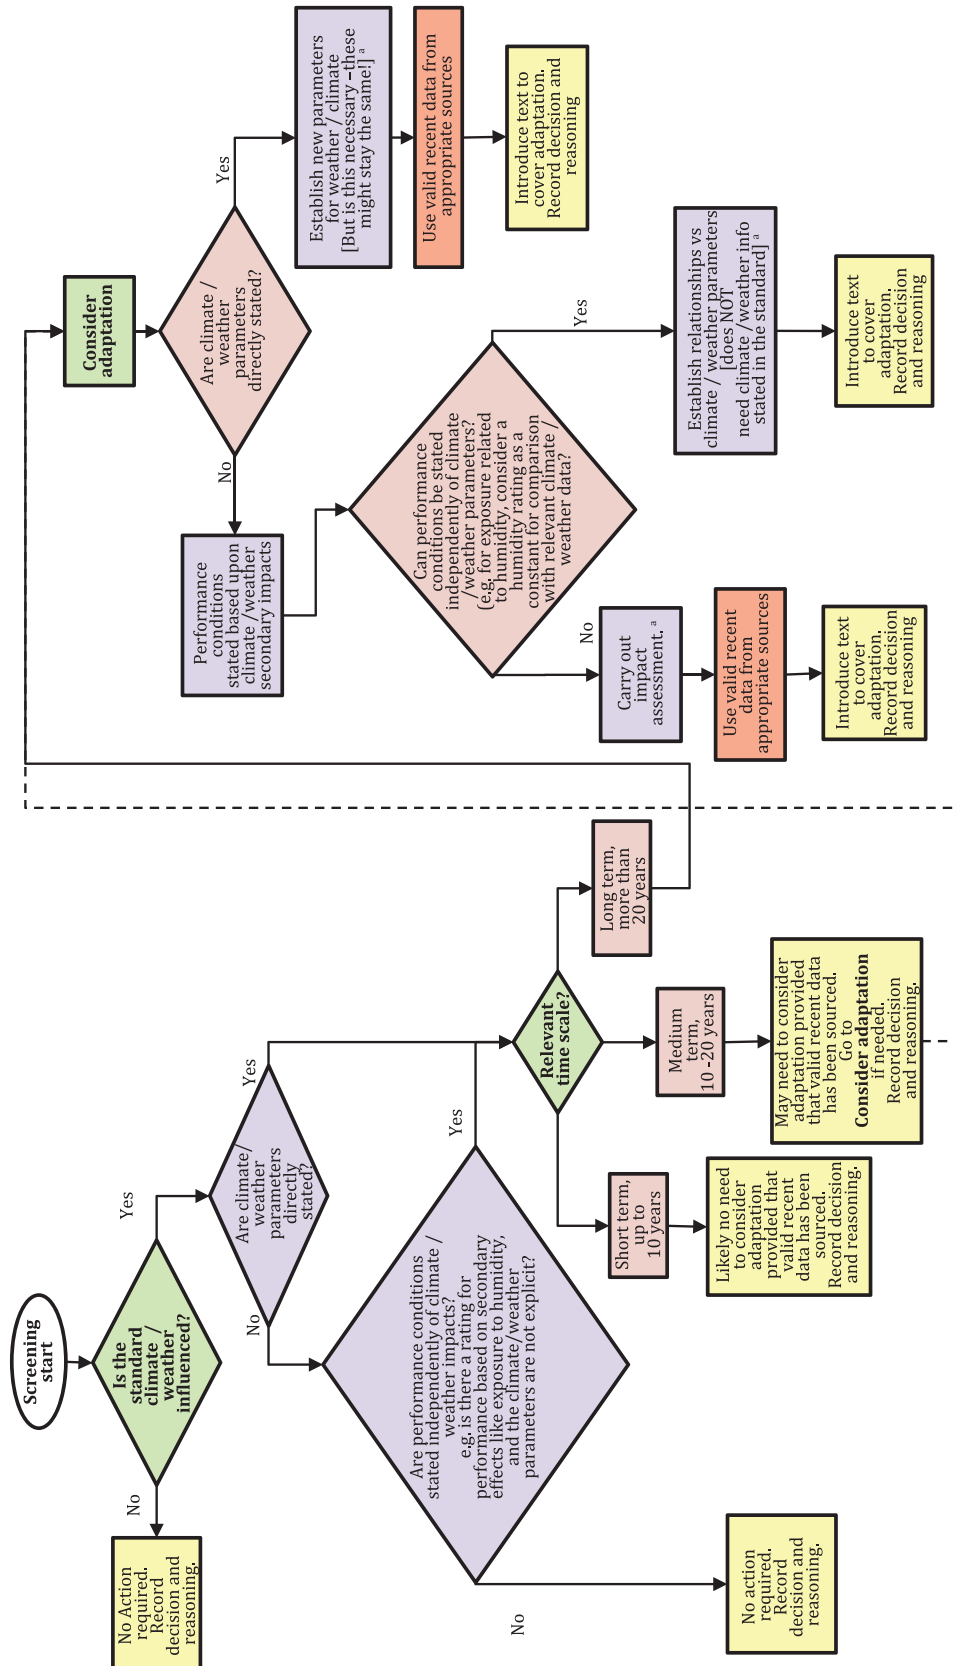 Screening
start
Is the
standard
climate /
weather
influenced?
No
No Action
required.
Record
decision and
reasoning.
Yes
Are climate/
weather
parameters
directly
stated?
No
Yes
Are performance conditions
stated independently of climate /
weather impacts?
e.g. is there a rating for
performance based on secondary
effects like exposure to humidity,
and the climate/weather
parameters are not explicit?
No
No action
required.
Record
decision and
reasoning.
Yes
Relevant
time scale?
Short term,
up to
10 years
Likely no need
to consider
adaptation
provided that
valid recent
data has been
sourced.
Record decision
and reasoning.
Medium
term,
10 -20 years
May need to consider
adaptation provided
that valid recent data
has been sourced.
Go to
Consider adaptation
if needed.
Record decision
and reasoning.
Long term,
more than
20 years
Consider
adaptation
Are climate /
weather
parameters
directly stated?
No
Performance
conditions
stated based upon
climate /weather
secondary impacts
Yes
Establish new parameters
for weather / climate
[But is this necessary –these
might stay the same!] a
Use valid recent data from
appropriate sources
Introduce text to
cover adaptation.
Record decision and
reasoning
Can performance
conditions be stated
independently of climate
/weather parameters?
(e.g. for exposure related
to humidity, consider a
humidity rating as a
constant for comparison
with relevant climate /
weather data?
No
Carry out
impact
assessment. a
Use valid recent
data from
appropriate sources
Introduce text
to cover
adaptation.
Record decision
and reasoning
Yes
Establish relationships vs
climate / weather parameters
[does NOT
need climate /weather info
stated in the standard] a
Introduce text
to cover
adaptation.
Record decision
and reasoning